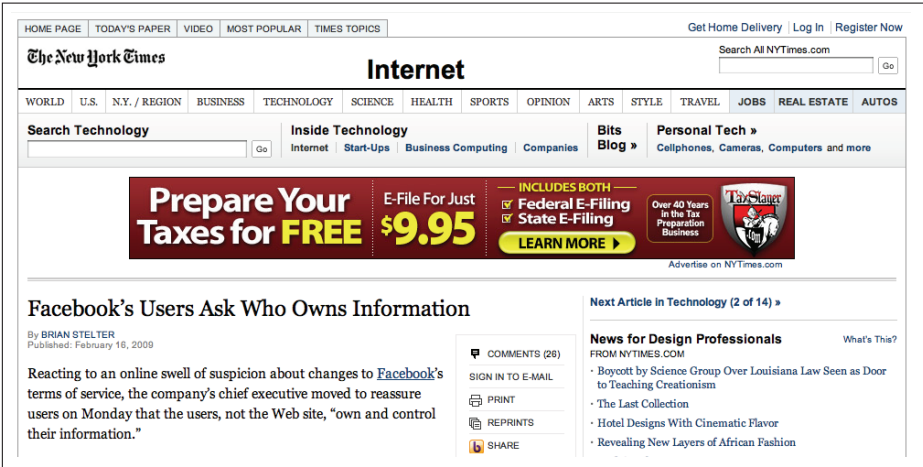 HOME PAGE TODAY'S PAPER VIDEO MOST POPULAR TIMES TOPICS
Get Home Delivery Log In Register Now
The New York Times
Internet
Search All NYTimes.com
Go
WORLD U.S. N.Y. / REGION BUSINESS TECHNOLOGY SCIENCE HEALTH SPORTS OPINION ARTS STYLE TRAVEL JOBS REAL ESTATE AUTOS
Search Technology
Go
Inside Technology
Internet Start-Ups Business Computing Companies
Bits
Blog »
Personal Tech »
Cellphones, Cameras, Computers and more
Prepare Your
Taxes for FREE
E-File For Just
$9.95
INCLUDES BOTH
Federal E-Filing
State E-Filing
LEARN MORE
Over 40 Years
in the Tax
Preparation
Business
TaxSlayer
.com
Advertise on NYTimes.com
Facebook's Users Ask Who Owns Information
By BRIAN STELTER
Published: February 16, 2009
Reacting to an online swell of suspicion about changes to Facebook's
terms of service, the company's chief executive moved to reassure
users on Monday that the users, not the Web site, “own and control
their information.”
COMMENTS (26)
SIGN IN TO E-MAIL
PRINT
REPRINTS
SHARE
Next Article in Technology (2 of 14) »
News for Design Professionals
What's This?
FROM NYTIMES.COM
· Boycott by Science Group Over Louisiana Law Seen as Door
to Teaching Creationism
· The Last Collection
· Hotel Designs With Cinematic Flavor
· Revealing New Layers of African Fashion